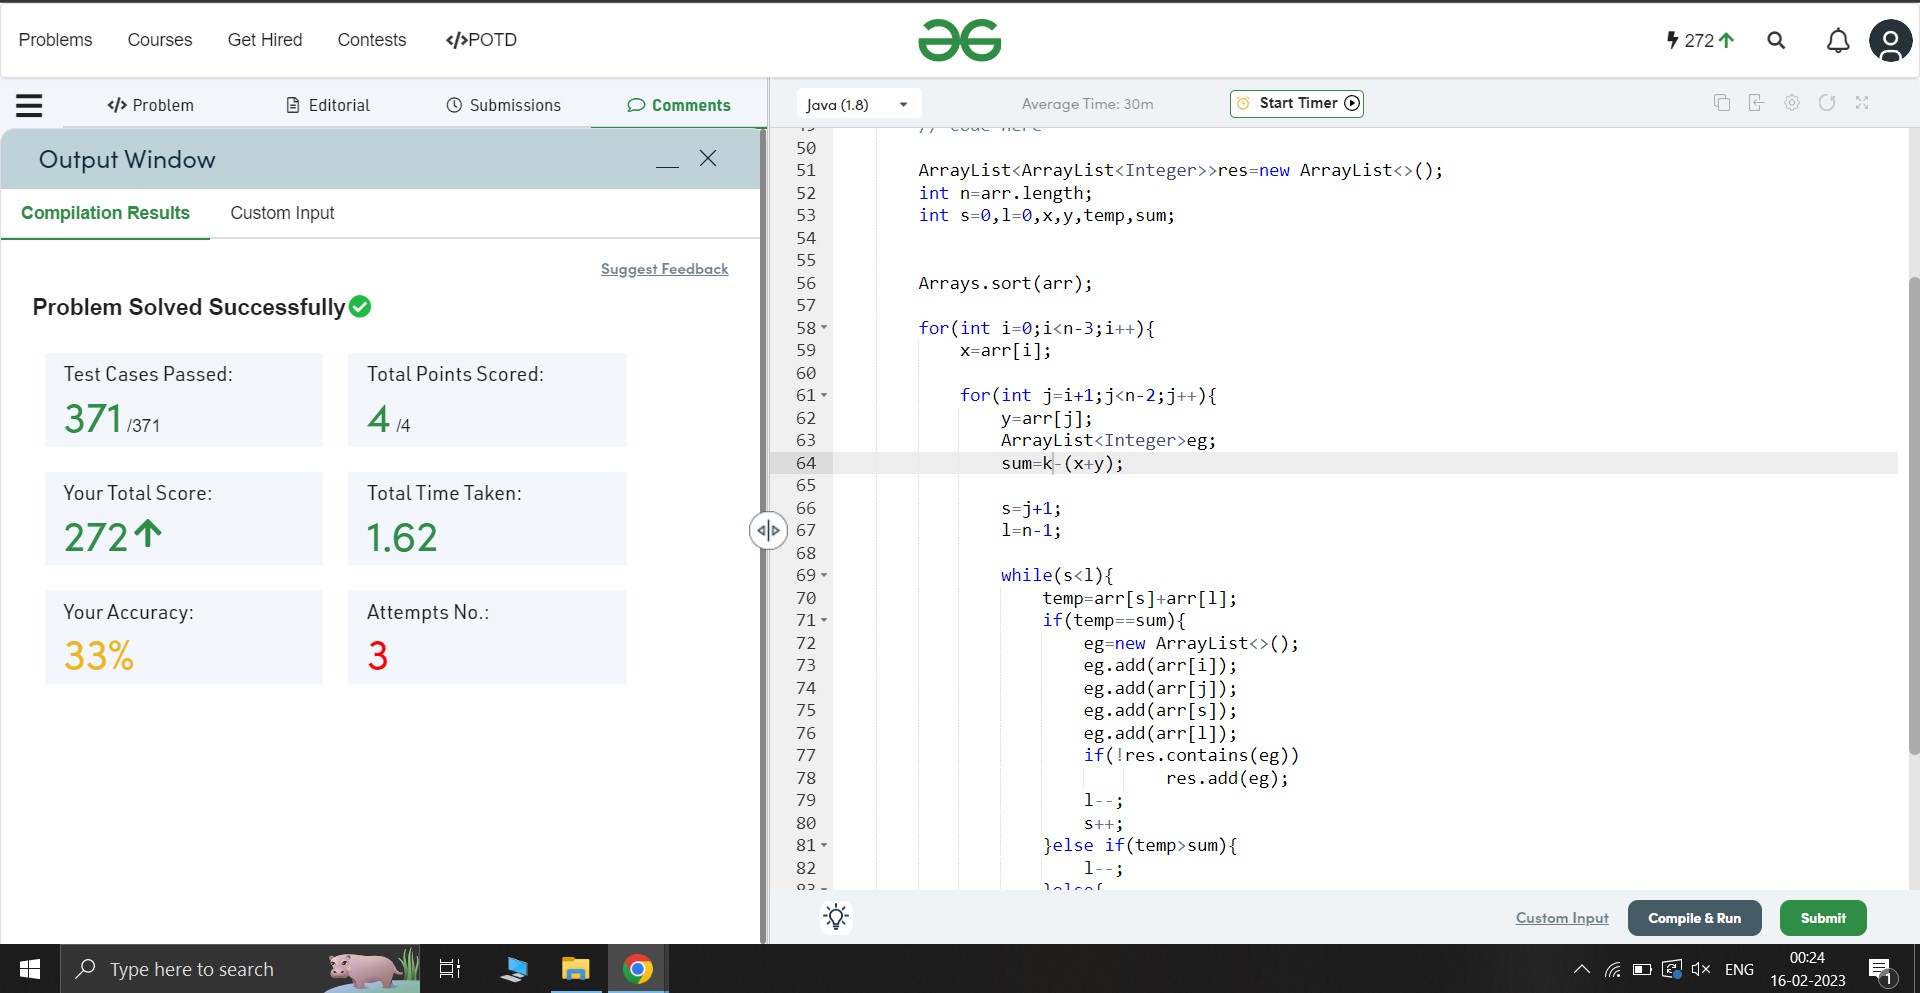 Problems Courses Get Hired Contests </>POTD
272
</> Problem Editorial Submissions Comments
Java (1.8) Average Time: 30m Start Timer
Output Window
Compilation Results Custom Input
Suggest Feedback
Problem Solved Successfully
Test Cases Passed:
371 /371
Total Points Scored:
4 /4
Your Total Score:
272
Total Time Taken:
1.62
Your Accuracy:
33%
Attempts No.:
3
49 // code here
50
51 ArrayList<ArrayList<Integer>>res=new ArrayList<>();
52 int n=arr.length;
53 int s=0,l=0,x,y,temp,sum;
54
55
56 Arrays.sort(arr);
57
58 for(int i=0;i<n-3;i++){
59 x=arr[i];
60
61 for(int j=i+1;j<n-2;j++){
62 y=arr[j];
63 ArrayList<Integer>eg;
64 sum=k-(x+y);
65
66 s=j+1;
67 l=n-1;
68
69 while(s<l){
70 temp=arr[s]+arr[l];
71 if(temp==sum){
72 eg=new ArrayList<>();
73 eg.add(arr[i]);
74 eg.add(arr[j]);
75 eg.add(arr[s]);
76 eg.add(arr[l]);
77 if(!res.contains(eg))
78 res.add(eg);
79 l--;
80 s++;
81 }else if(temp>sum){
82 l--;
83 }else{
Custom Input Compile & Run Submit
Type here to search
ENG
00:24
16-02-2023
1